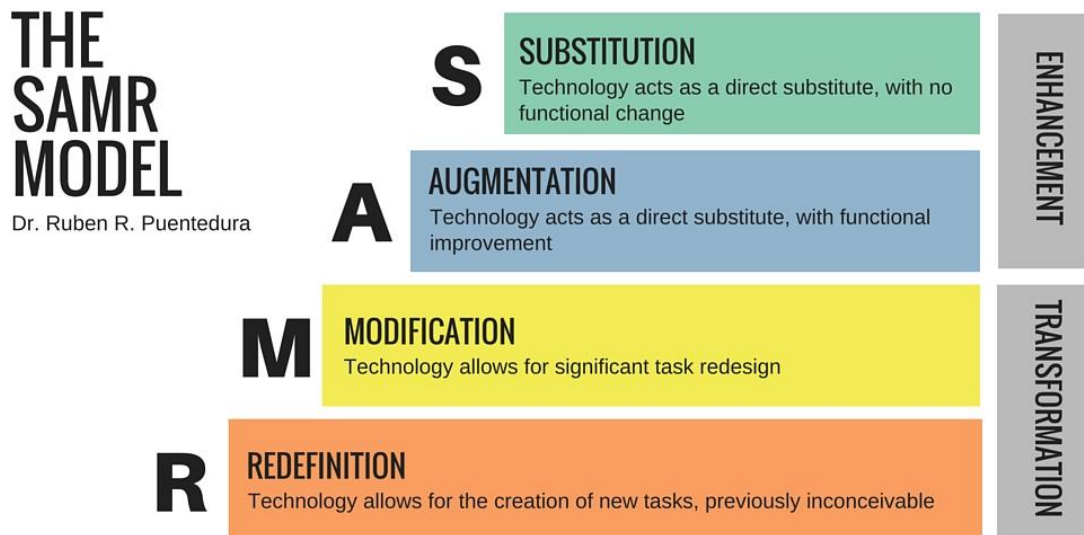 THE
SAMR
MODEL
Dr. Ruben R. Puentedura
S
SUBSTITUTION
Technology acts as a direct substitute, with no
functional change
A
AUGMENTATION
Technology acts as a direct substitute, with functional
improvement
ENHANCEMENT
M
MODIFICATION
Technology allows for significant task redesign
R
REDEFINITION
Technology allows for the creation of new tasks, previously inconceivable
TRANSFORMATION